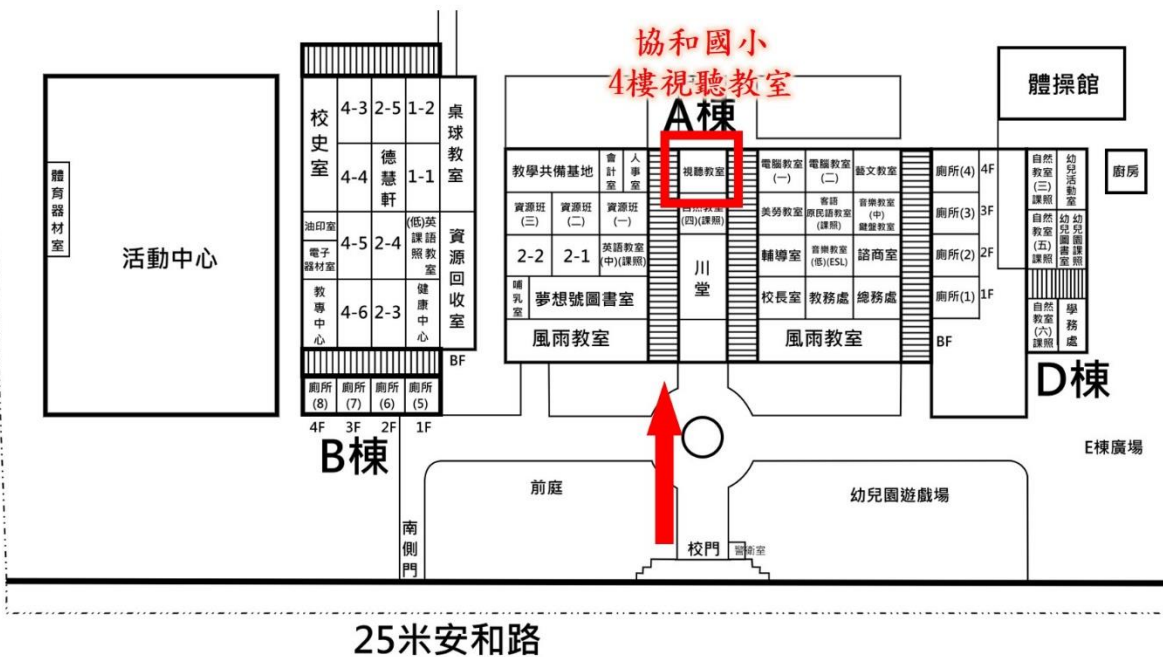 協和國小
4樓視聽教室
A棟
體操館
廚房
體育器材室
活動中心
校史室
4-3
2-5
1-2
桌球教室
4-4
德慧軒
1-1
油印室
電子器材室
4-5
2-4
(低)課照
英語教室
資源回收室
教專中心
4-6
2-3
健康中心
BF
廁所(8)
廁所(7)
廁所(6)
廁所(5)
4F
3F
2F
1F
B棟
教學共備基地
會計室
人事室
視聽教室
電腦教室(一)
電腦教室(二)
藝文教室
廁所(4)
4F
資源班(三)
資源班(二)
資源班(一)
自然教室
(四)(課照)
美勞教室
客語
原民語教室
(課照)
音樂教室
(中)
鍵盤教室
廁所(3)
3F
2-2
2-1
英語教室
(中)(課照)
川堂
輔導室
音樂教室
(低)(ESL)
諮商室
廁所(2)
2F
哺乳室
夢想號圖書室
校長室
教務處
總務處
廁所(1)
1F
風雨教室
風雨教室
BF
自然教室(三)課照
幼兒活動室
自然教室(五)課照
幼兒圖書室
幼兒園課照
自然教室(六)課照
學務處
D棟
E棟廣場
前庭
幼兒園遊戲場
南側門
校門
警衛室
25米安和路